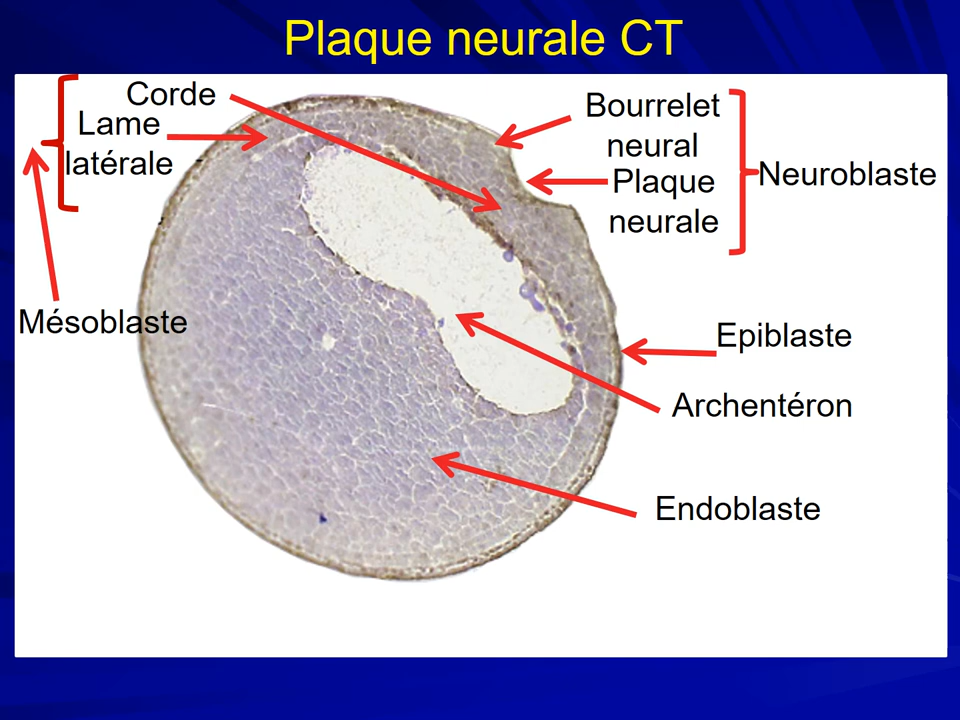 Plaque neurale CT
Corde
Lame
latérale
Mésoblaste
Bourrelet
neural
Plaque
neurale
Neuroblaste
Epiblaste
Archentéron
Endoblaste